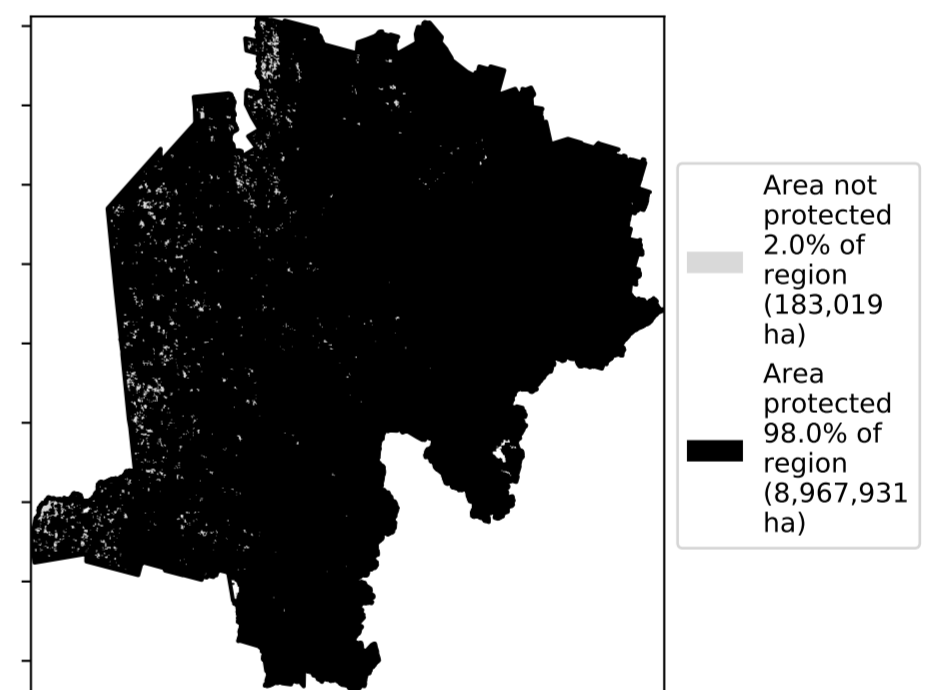 Area not
protected
2.0% of
region
(183,019
ha)
Area
protected
98.0% of
region
(8,967,931
ha)